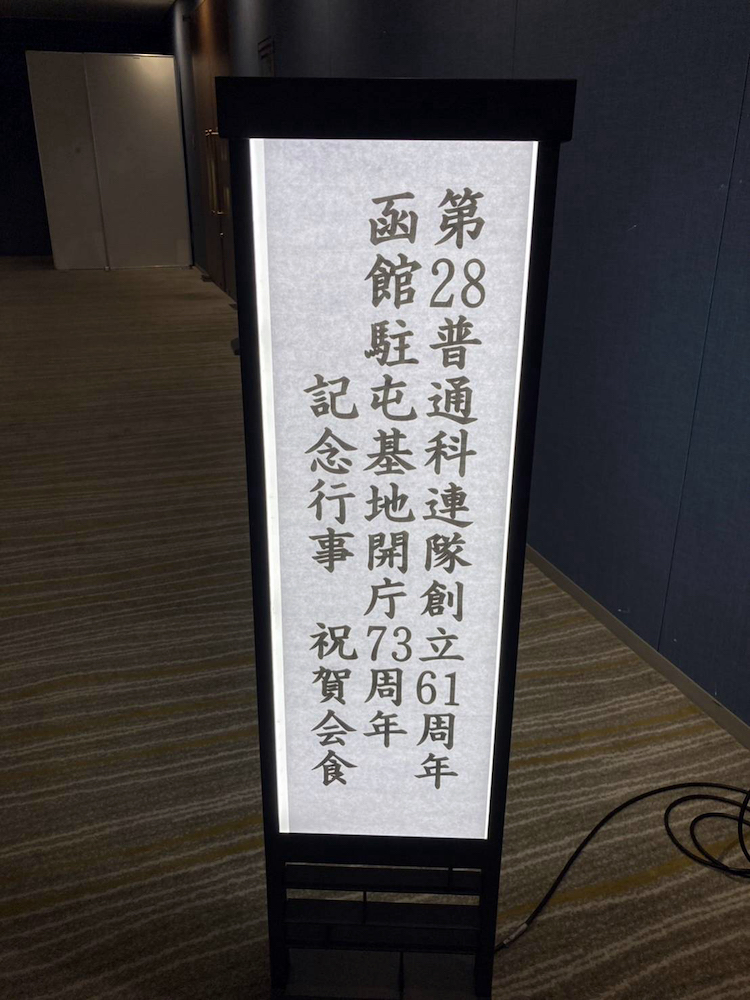 第28普通科連隊創立61周年
函館駐屯基地開庁73周年
記念行事　祝賀会食